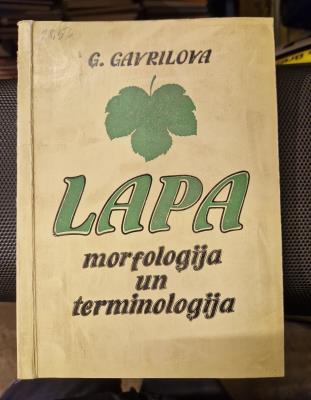 G. GAVRILOVA
LAPA
morfologija
un
terminologija